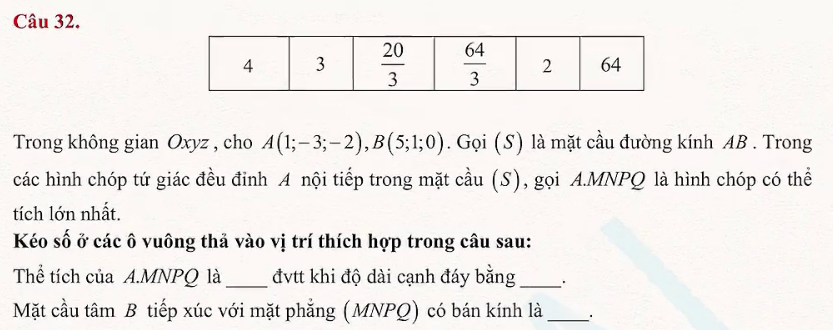 Câu 32.
4 3 20/3 64/3 2 64
Trong không gian Oxyz, cho A(1;−3;−2), B(5;1;0). Gọi (S) là mặt cầu đường kính AB. Trong
các hình chóp tứ giác đều đỉnh A nội tiếp trong mặt cầu (S), gọi A.MNPQ là hình chóp có thể
tích lớn nhất.
Kéo số ở các ô vuông thả vào vị trí thích hợp trong câu sau:
Thể tích của A.MNPQ là ____ đvtt khi độ dài cạnh đáy bằng ____.
Mặt cầu tâm B tiếp xúc với mặt phẳng (MNPQ) có bán kính là ____.